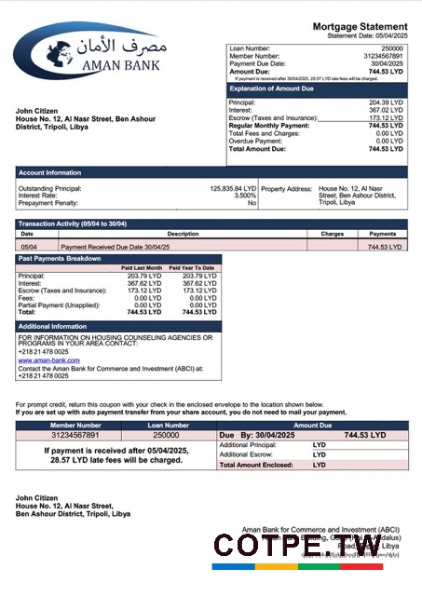 مصرف الأمان
AMAN BANK
Mortgage Statement
Statement Date: 05/04/2025
Loan Number: 250000
Member Number: 31234567891
Payment Due Date: 30/04/2025
Amount Due: 744.53 LYD
If payment is received after 30/04/2025, 28.57 LYD late fees will be charged.
Explanation of Amount Due
Principal: 204.39 LYD
Interest: 367.02 LYD
Escrow (Taxes and Insurance): 173.12 LYD
Regular Monthly Payment: 744.53 LYD
Total Fees and Charges: 0.00 LYD
Overdue Payment: 0.00 LYD
Total Amount Due: 744.53 LYD
John Citizen
House No. 12, Al Nasr Street, Ben Ashour
District, Tripoli, Libya
Account Information
Outstanding Principal: 125,835.84 LYD
Interest Rate: 3.500%
Prepayment Penalty: No
Property Address: House No. 12, Al Nasr
Street, Ben Ashour District,
Tripoli, Libya
Transaction Activity (05/04 to 30/04)
Date Description Charges Payments
05/04 Payment Received Due Date 30/04/25 744.53 LYD
Past Payments Breakdown
Paid Last Month Paid Year To Date
Principal: 203.79 LYD 203.79 LYD
Interest: 367.62 LYD 367.62 LYD
Escrow (Taxes and Insurance): 173.12 LYD 173.12 LYD
Fees: 0.00 LYD 0.00 LYD
Partial Payment (Unapplied): 0.00 LYD 0.00 LYD
Total: 744.53 LYD 744.53 LYD
Additional Information
FOR INFORMATION ON HOUSING COUNSELING AGENCIES OR
PROGRAMS IN YOUR AREA CONTACT:
+218 21 478 0025
www.aman-bank.com
Contact the Aman Bank for Commerce and Investment (ABCI) at:
+218 21 478 0025
For prompt credit, return this coupon with your check in the enclosed envelope to the location shown below.
If you are set up with auto payment transfer from your share account, you do not need to mail your payment.
Member Number Loan Number Amount Due
31234567891 250000 Due By: 30/04/2025 744.53 LYD
If payment is received after 05/04/2025,
28.57 LYD late fees will be charged.
Additional Principal: LYD
Additional Escrow: LYD
Total Amount Enclosed: LYD
John Citizen
House No. 12, Al Nasr Street,
Ben Ashour District, Tripoli, Libya
Aman Bank for Commerce and Investment (ABCI)
COTPE.TW